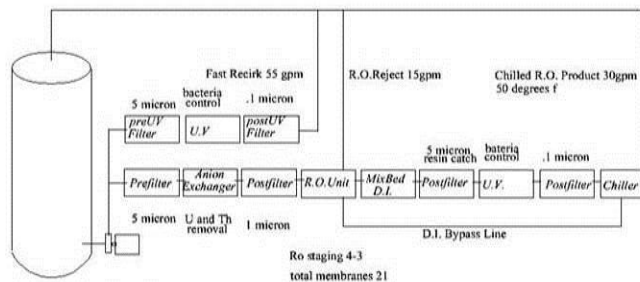 Fast Recirk 55 gpm
R.O.Reject 15gpm
Chilled R.O. Product 30gpm
50 degrees f
5 micron
bacteria
control
.1 micron
preUV
Filter
U.V
postUV
Filter
5 micron
resin catch
bateria
control
.1 micron
Prefilter
Anion
Exchanger
Postfilter
R.O.Unit
MixBed
D.I.
Postfilter
U.V.
Postfilter
Chiller
5 micron
U and Th
removal
1 micron
D.I. Bypass Line
Ro staging 4-3
total membranes 21